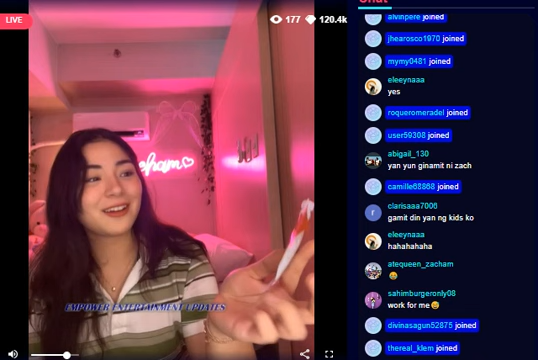 LIVE
177 120.4k
Chat
alvinpere joined
jhearosco1970 joined
mymy0481 joined
eleeynaaa
yes
roqueromeradel joined
user59308 joined
abigail_130
yan yun ginamit ni zach
camille68868 joined
clarisaaa7006
r
gamit din yan ng kids ko
eleeynaaa
hahahahaha
atequeen_zacham
sahimburgeronly08
work for me
divinasagun52875 joined
thereal_klem joined
cham
EMPOWER ENTERTAINMENT UPDATES